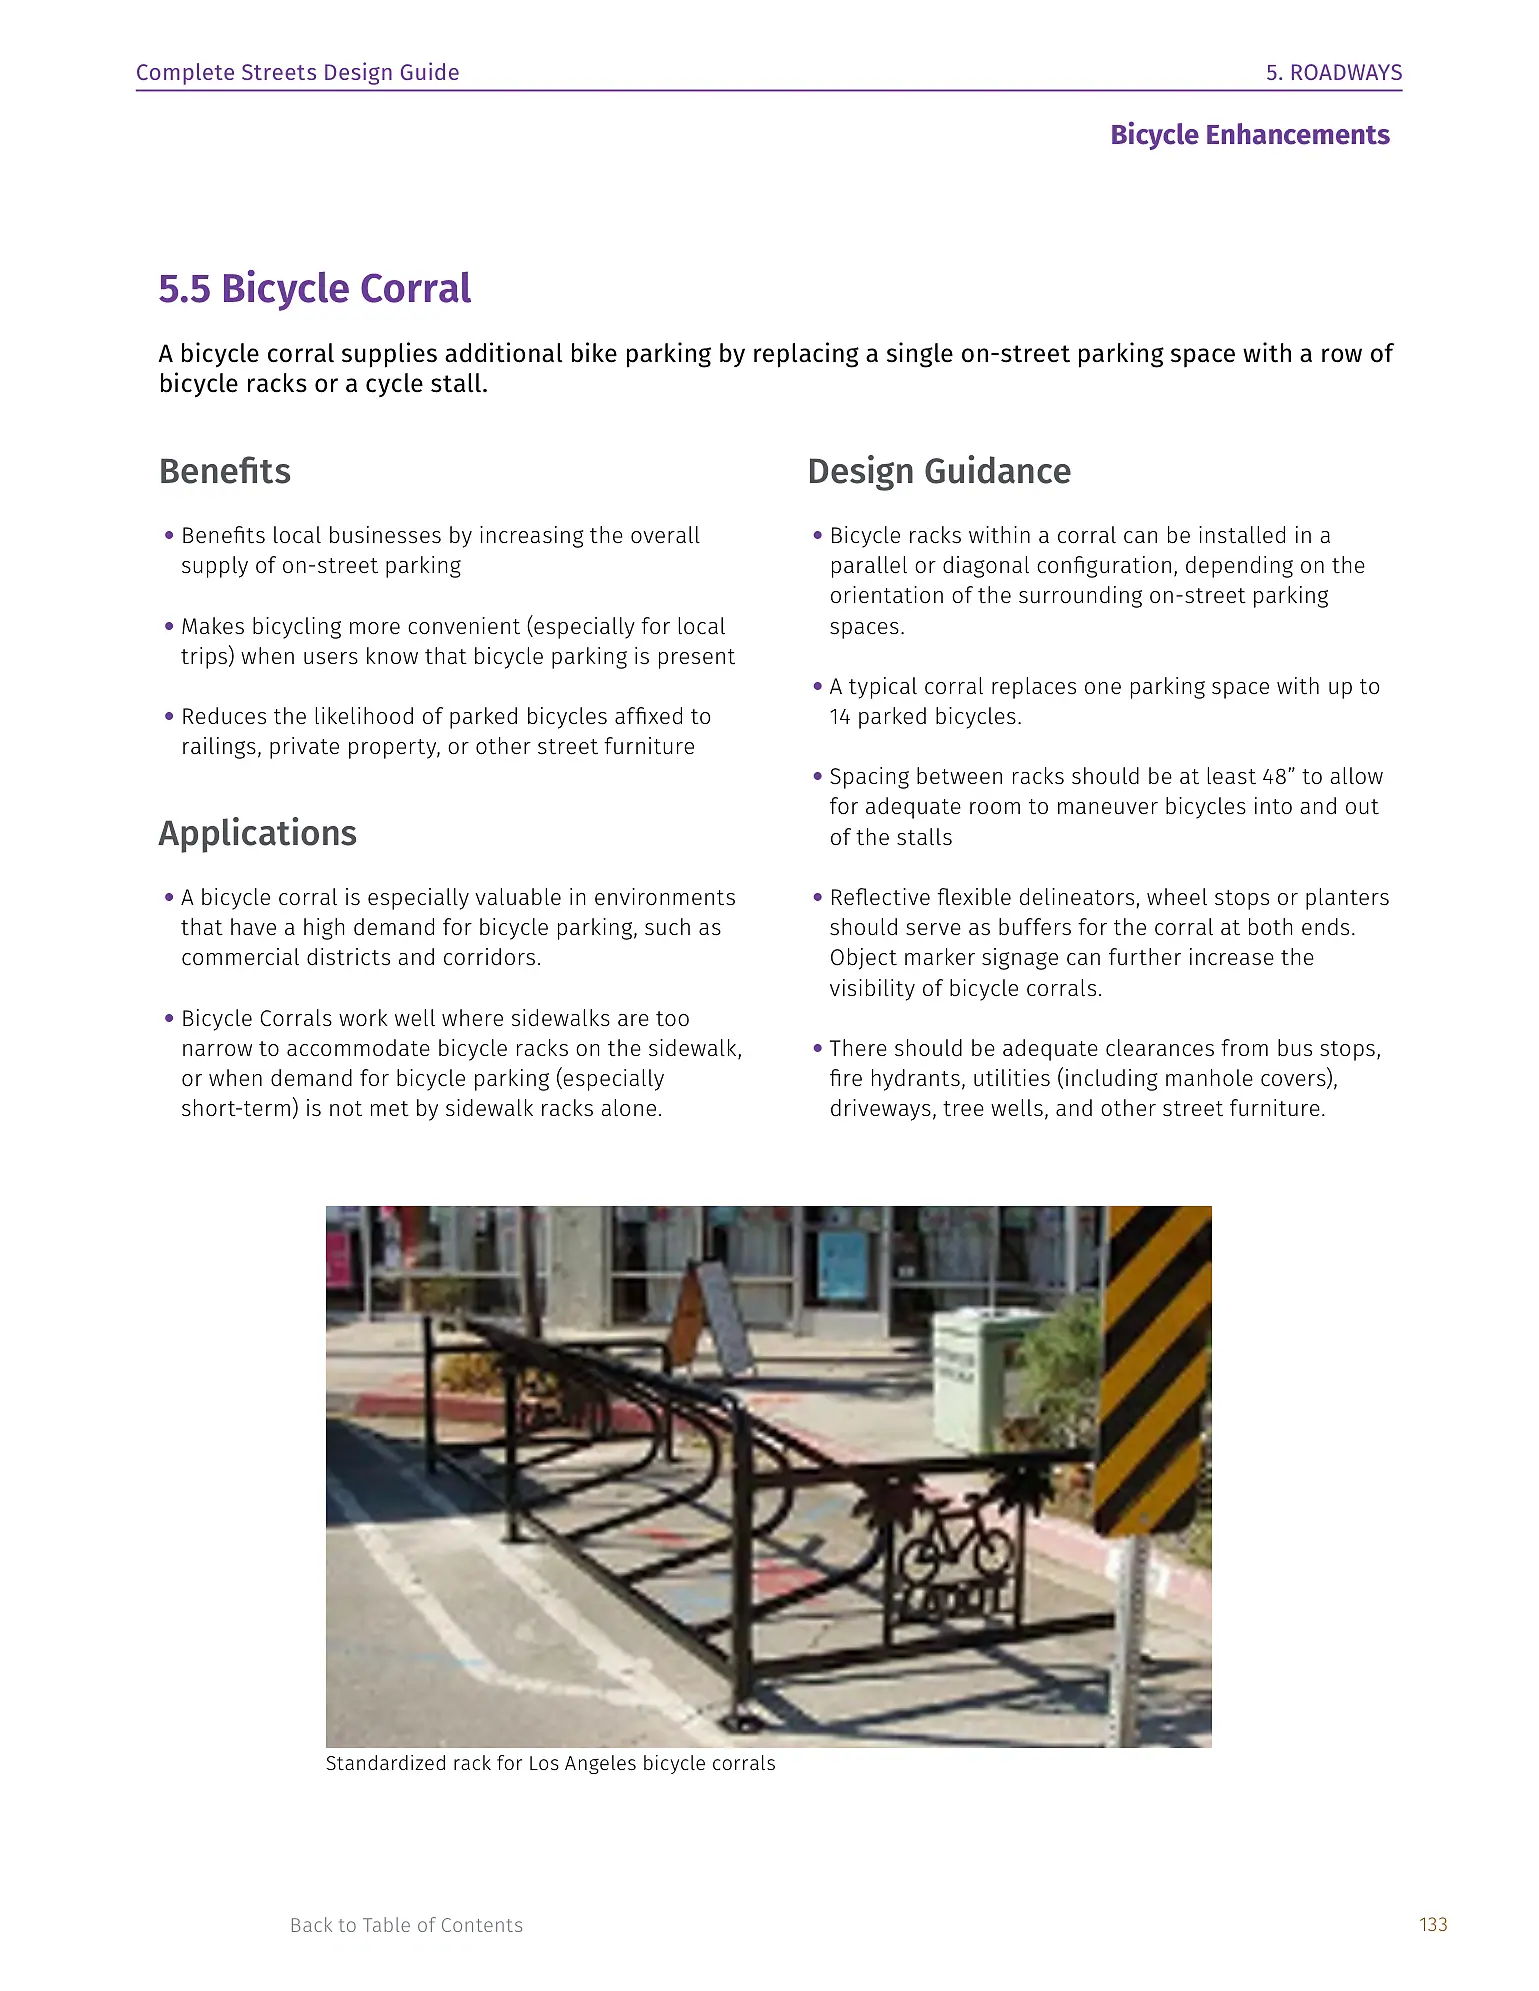 Complete Streets Design Guide
5. ROADWAYS
Bicycle Enhancements
5.5 Bicycle Corral
A bicycle corral supplies additional bike parking by replacing a single on-street parking space with a row of
bicycle racks or a cycle stall.
Benefits
• Benefits local businesses by increasing the overall
supply of on-street parking
• Makes bicycling more convenient (especially for local
trips) when users know that bicycle parking is present
• Reduces the likelihood of parked bicycles affixed to
railings, private property, or other street furniture
Applications
• A bicycle corral is especially valuable in environments
that have a high demand for bicycle parking, such as
commercial districts and corridors.
• Bicycle Corrals work well where sidewalks are too
narrow to accommodate bicycle racks on the sidewalk,
or when demand for bicycle parking (especially
short-term) is not met by sidewalk racks alone.
Design Guidance
• Bicycle racks within a corral can be installed in a
parallel or diagonal configuration, depending on the
orientation of the surrounding on-street parking
spaces.
• A typical corral replaces one parking space with up to
14 parked bicycles.
• Spacing between racks should be at least 48” to allow
for adequate room to maneuver bicycles into and out
of the stalls
• Reflective flexible delineators, wheel stops or planters
should serve as buffers for the corral at both ends.
Object marker signage can further increase the
visibility of bicycle corrals.
• There should be adequate clearances from bus stops,
fire hydrants, utilities (including manhole covers),
driveways, tree wells, and other street furniture.
LADOT
Standardized rack for Los Angeles bicycle corrals
Back to Table of Contents
133